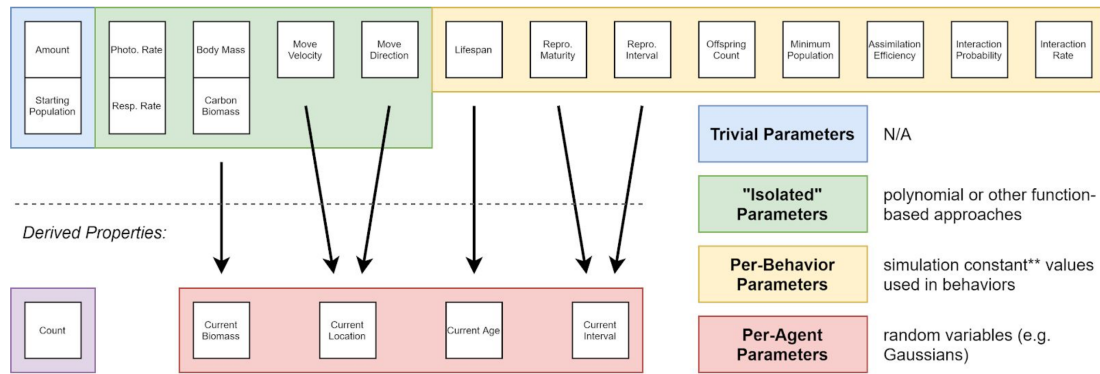 Amount
Starting
Population
Photo. Rate
Resp. Rate
Body Mass
Carbon
Biomass
Move
Velocity
Move
Direction
Lifespan
Repro.
Maturity
Repro.
Interval
Offspring
Count
Minimum
Population
Assimilation
Efficiency
Interaction
Probability
Interaction
Rate
Trivial Parameters
N/A
"Isolated"
Parameters
polynomial or other function-
based approaches
Per-Behavior
Parameters
simulation constant** values
used in behaviors
Per-Agent
Parameters
random variables (e.g.
Gaussians)
Derived Properties:
Count
Current
Biomass
Current
Location
Current Age
Current
Interval